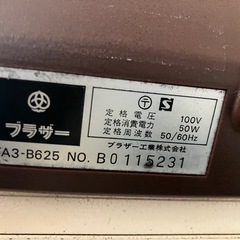 ブラザー
〒 S
定格電圧 100V
定格消費電力 50W
定格周波数 50/60Hz
ブラザー工業株式会社
A3-B625 NO. B0115231